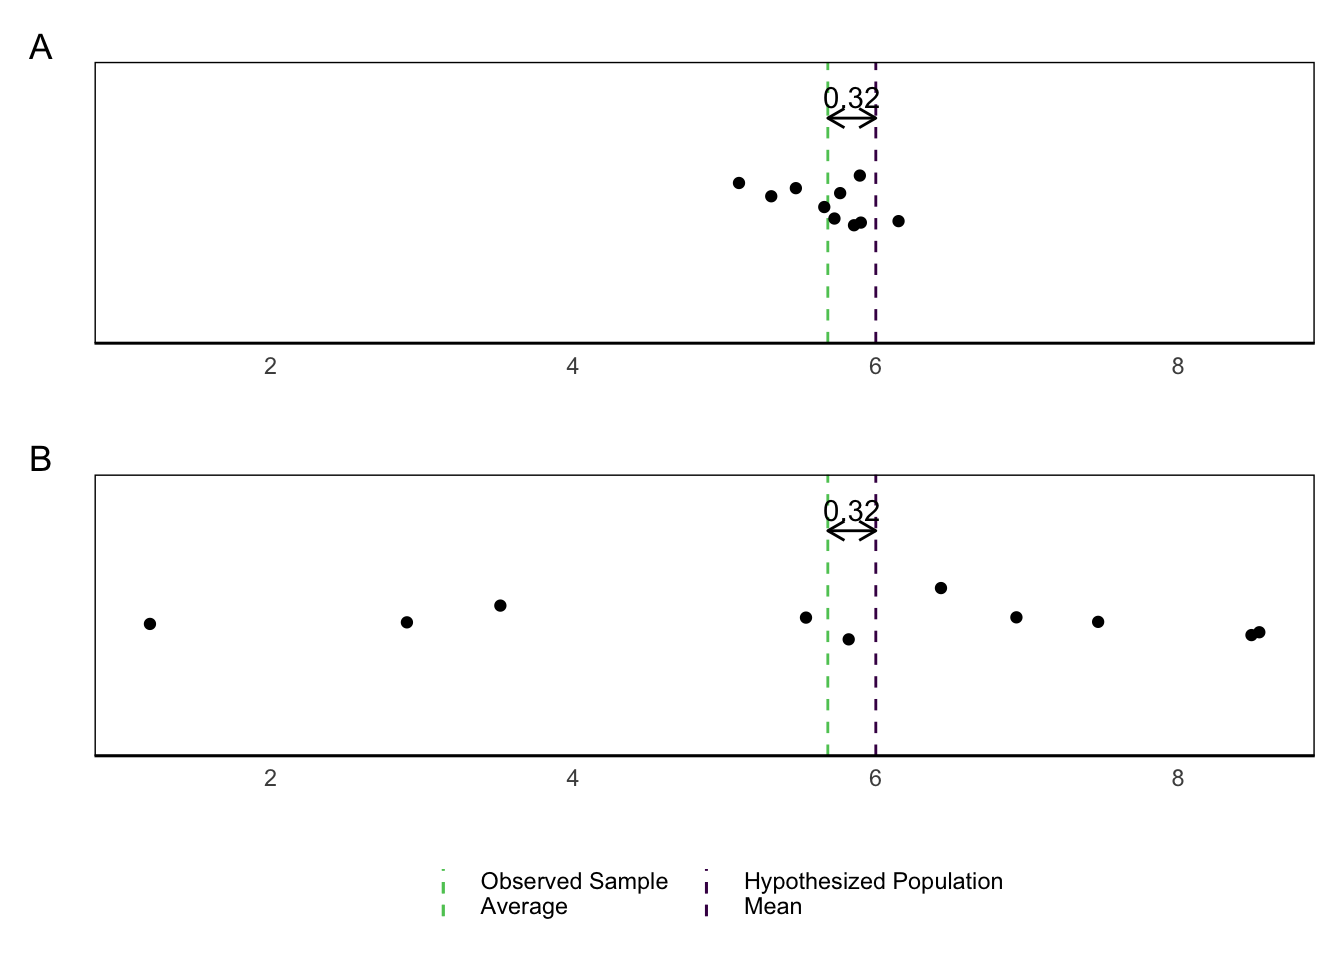 A
0.32
2 4 6 8
B
0.32
2 4 6 8
Observed Sample Average
Hypothesized Population Mean